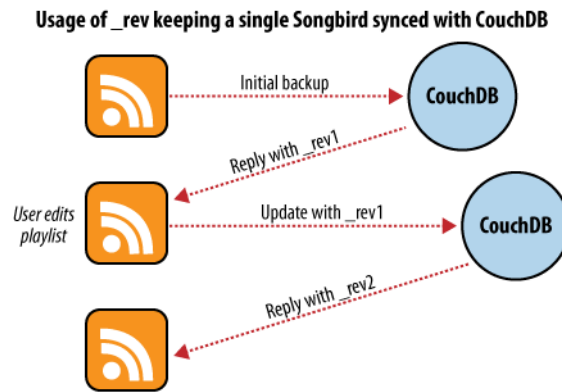 Usage of _rev keeping a single Songbird synced with CouchDB
Initial backup
CouchDB
Reply with _rev1
User edits
playlist
Update with _rev1
CouchDB
Reply with _rev2